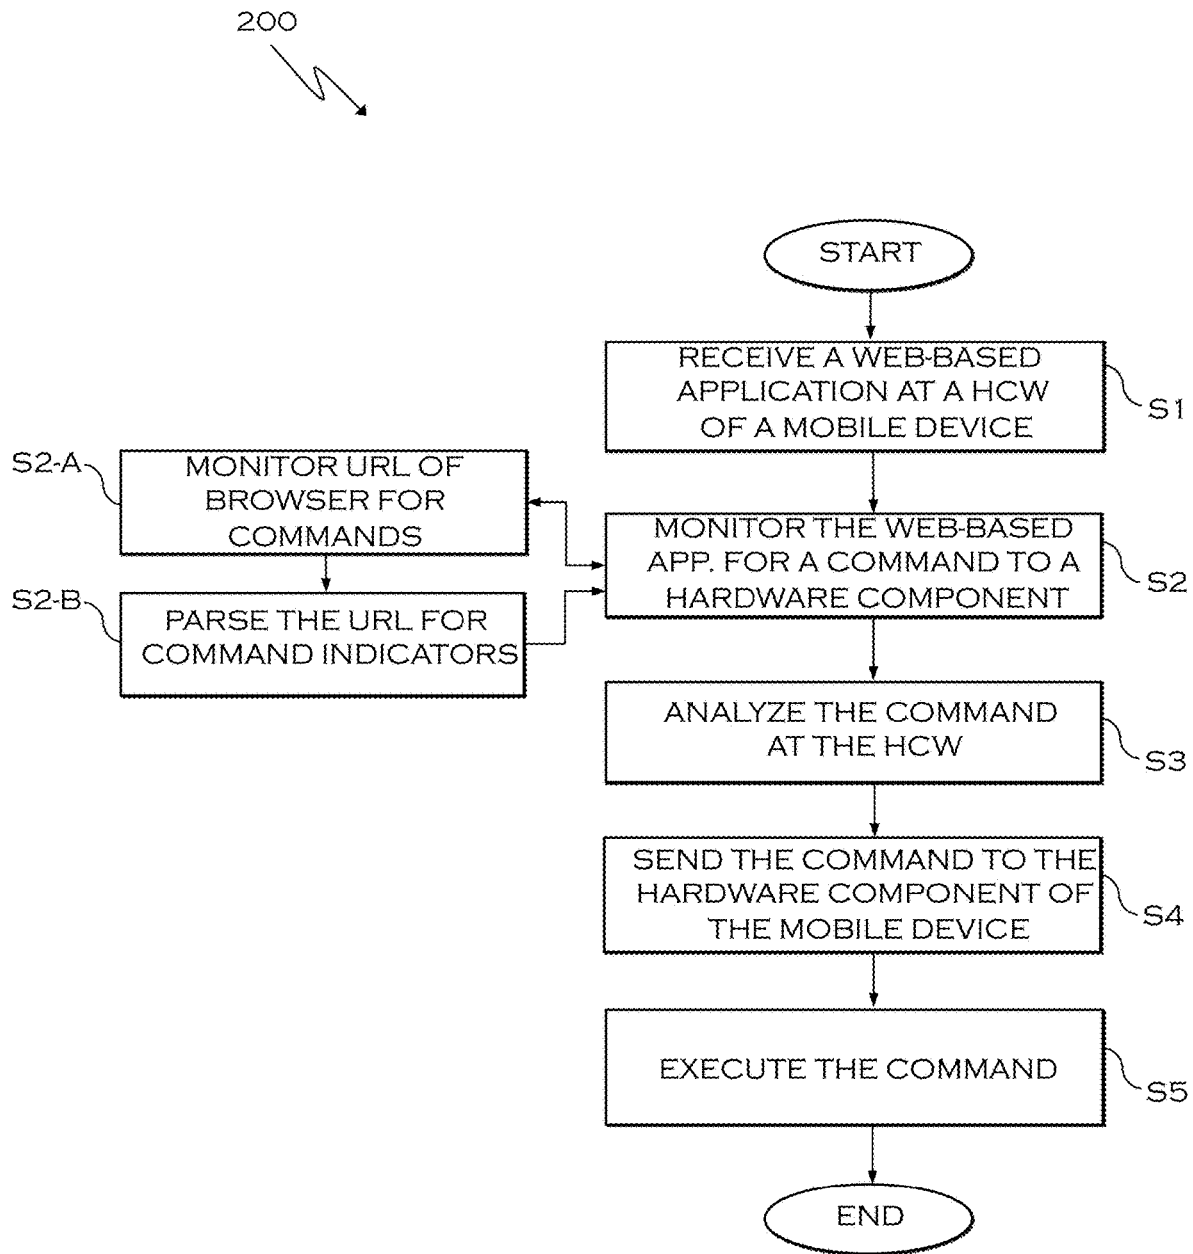 200
START
RECEIVE A WEB-BASED
APPLICATION AT A HCW
OF A MOBILE DEVICE
S1
S2-A
MONITOR URL OF
BROWSER FOR
COMMANDS
MONITOR THE WEB-BASED
APP. FOR A COMMAND TO A
HARDWARE COMPONENT
S2
S2-B
PARSE THE URL FOR
COMMAND INDICATORS
ANALYZE THE COMMAND
AT THE HCW
S3
SEND THE COMMAND TO THE
HARDWARE COMPONENT OF
THE MOBILE DEVICE
S4
EXECUTE THE COMMAND
S5
END